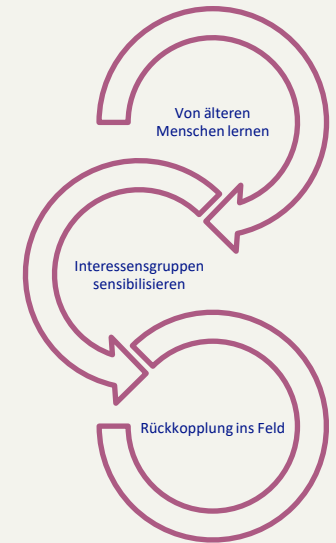 Von älteren
Menschen lernen
Interessensgruppen
sensibilisieren
Rückkopplung ins Feld